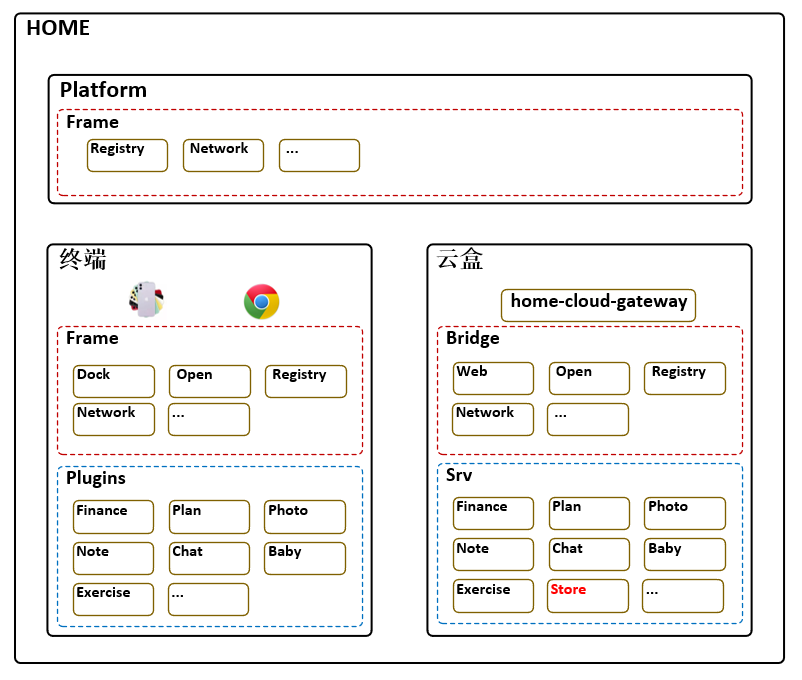 HOME
Platform
Frame
Registry
Network
...
终端
Frame
Dock
Open
Registry
Network
...
Plugins
Finance
Plan
Photo
Note
Chat
Baby
Exercise
...
云盒
home-cloud-gateway
Bridge
Web
Open
Registry
Network
...
Srv
Finance
Plan
Photo
Note
Chat
Baby
Exercise
Store
...